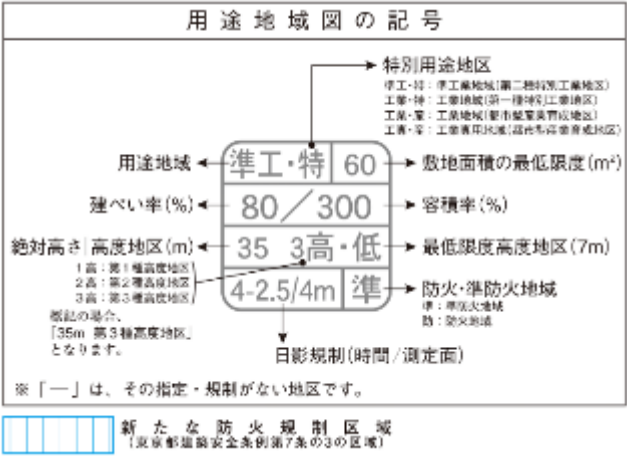 用途地域図の記号
特別用途地区
準工・特：準工業地域(第二種特別工業地区)
工業・特：工業地域(第一種特別工業地区)
工業・産：工業地域(都市型産業育成地区)
工専・産：工業専用地域(都市型産業育成地区)
用途地域 準工・特 60 敷地面積の最低限度(m²)
建ぺい率(%) 80／300 容積率(%)
絶対高さ 高度地区(m) 35 3高・低 最低限度高度地区(7m)
1高：第1種高度地区
2高：第2種高度地区
3高：第3種高度地区
標記の場合、
「35m 第3種高度地区」
となります。
4-2.5/4m 準 防火・準防火地域
準：準防火地域
防：防火地域
日影規制(時間/測定面)
※「―」は、その指定・規制がない地区です。
新たな防火規制区域
(東京都建築安全条例第7条の3の区域)